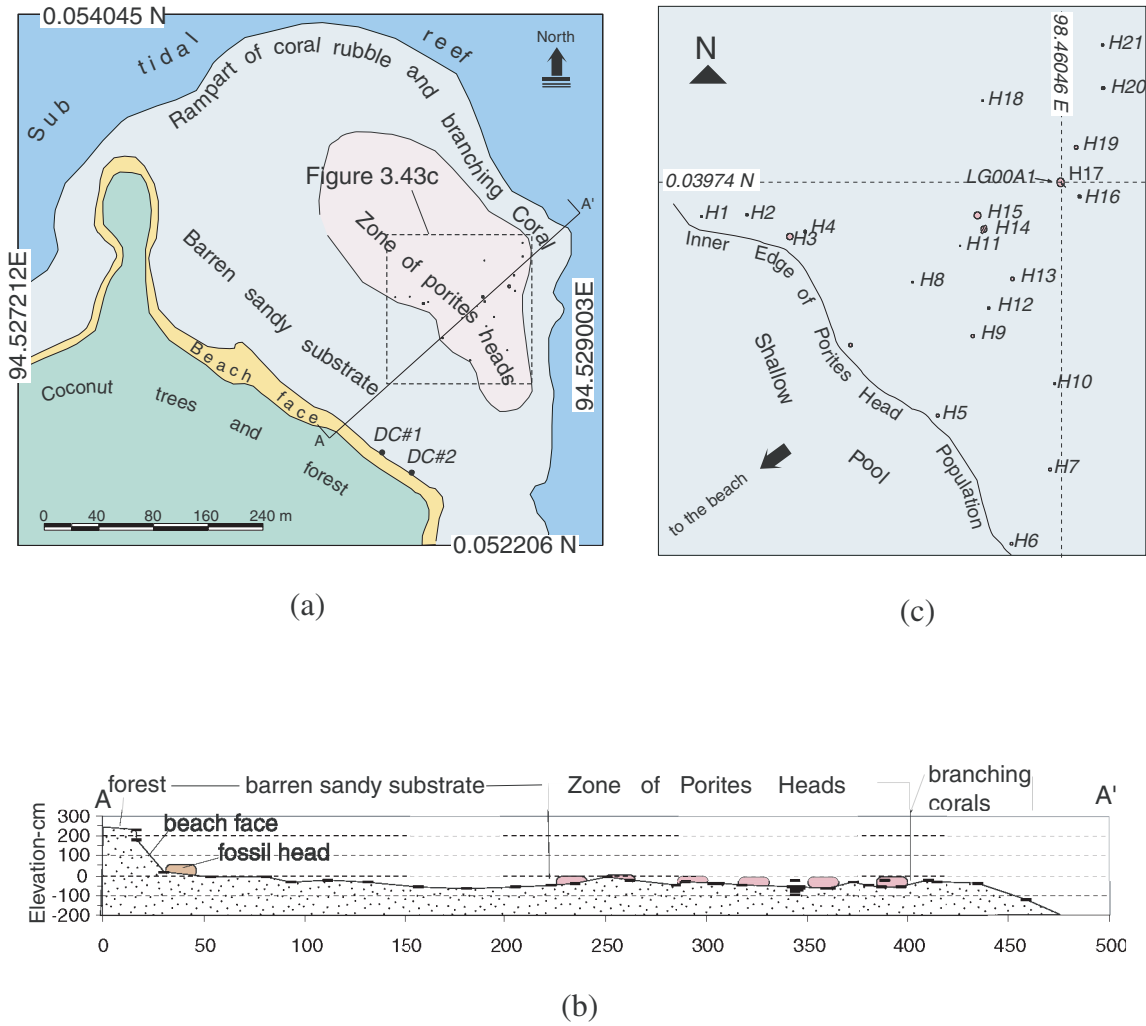 0.054045 N
Sub tidal reef
North
Rampart of coral rubble and branching Coral
Figure 3.43c
A'
Zone of porites heads
Barren sandy substrate
94.527212E
94.529003E
Beach face
Coconut trees and forest
A
DC#1
DC#2
0 40 80 160 240 m
0.052206 N
(a)
N
98.46046 E
H21
H20
H18
H19
0.03974 N
LG00A1
H17
H16
H1
H2
H15
H4
H3
H14
H11
Inner Edge of Porites Head Population
H8
H13
H12
H9
Shallow Pool
H10
H5
to the beach
H7
H6
(c)
forest
barren sandy substrate
Zone of Porites Heads
branching corals
A
A'
beach face
fossil head
Elevation-cm
300
200
100
0
-100
-200
0 50 100 150 200 250 300 350 400 450 500
(b)